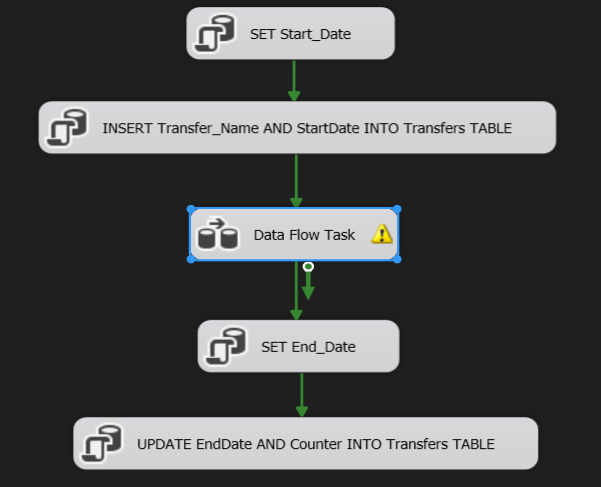 SET Start_Date
INSERT Transfer_Name AND StartDate INTO Transfers TABLE
Data Flow Task
SET End_Date
UPDATE EndDate AND Counter INTO Transfers TABLE